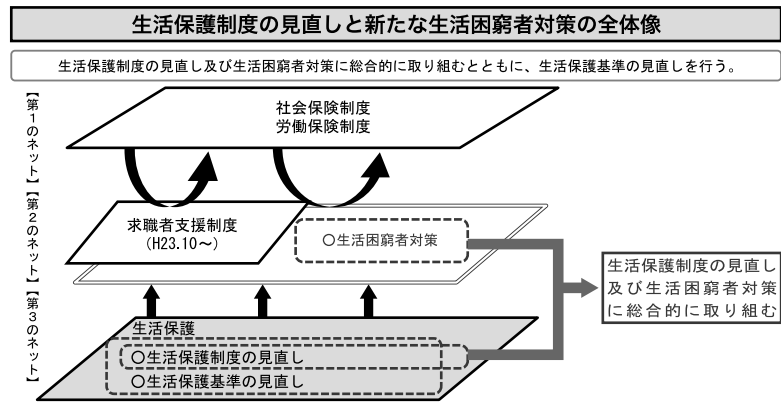 生活保護制度の見直しと新たな生活困窮者対策の全体像
生活保護制度の見直し及び生活困窮者対策に総合的に取り組むとともに、生活保護基準の見直しを行う。
【第1のネット】
社会保険制度
労働保険制度
【第2のネット】
求職者支援制度
(H23.10〜)
〇生活困窮者対策
生活保護制度の見直し
及び生活困窮者対策
に総合的に取り組む
【第3のネット】
生活保護
〇生活保護制度の見直し
〇生活保護基準の見直し